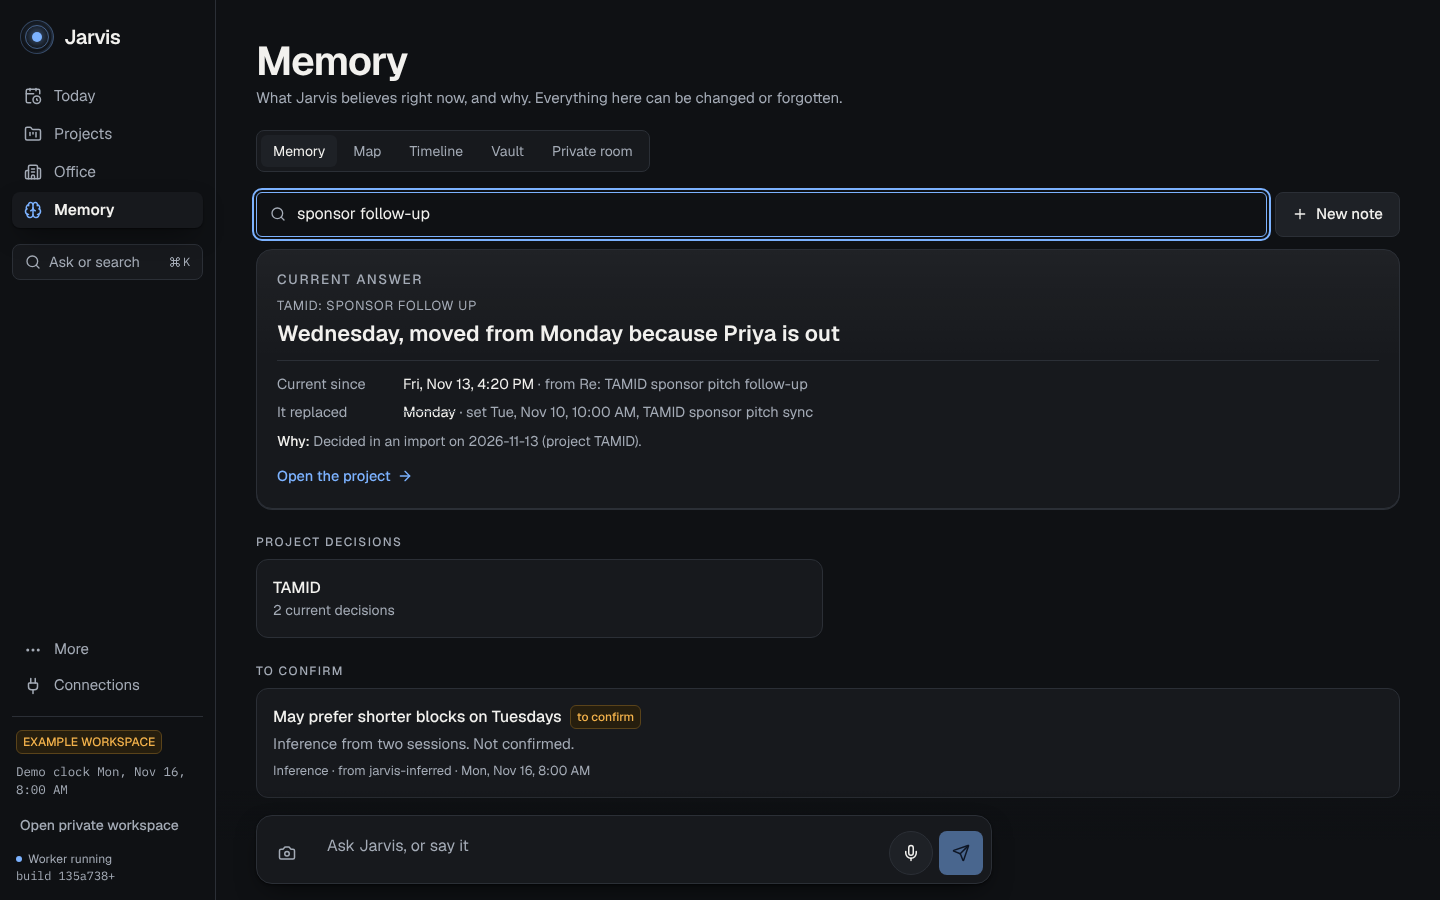 Jarvis
Today
Projects
Office
Memory
Ask or search ⌘ K
More
Connections
EXAMPLE WORKSPACE
Demo clock Mon, Nov 16,
8:00 AM
Open private workspace
Worker running
build 135a738+
Memory
What Jarvis believes right now, and why. Everything here can be changed or forgotten.
Memory Map Timeline Vault Private room
sponsor follow-up
New note
CURRENT ANSWER
TAMID: SPONSOR FOLLOW UP
Wednesday, moved from Monday because Priya is out
Current since Fri, Nov 13, 4:20 PM · from Re: TAMID sponsor pitch follow-up
It replaced Monday · set Tue, Nov 10, 10:00 AM, TAMID sponsor pitch sync
Why: Decided in an import on 2026-11-13 (project TAMID).
Open the project →
PROJECT DECISIONS
TAMID
2 current decisions
TO CONFIRM
May prefer shorter blocks on Tuesdays to confirm
Inference from two sessions. Not confirmed.
Inference · from jarvis-inferred · Mon, Nov 16, 8:00 AM
Ask Jarvis, or say it